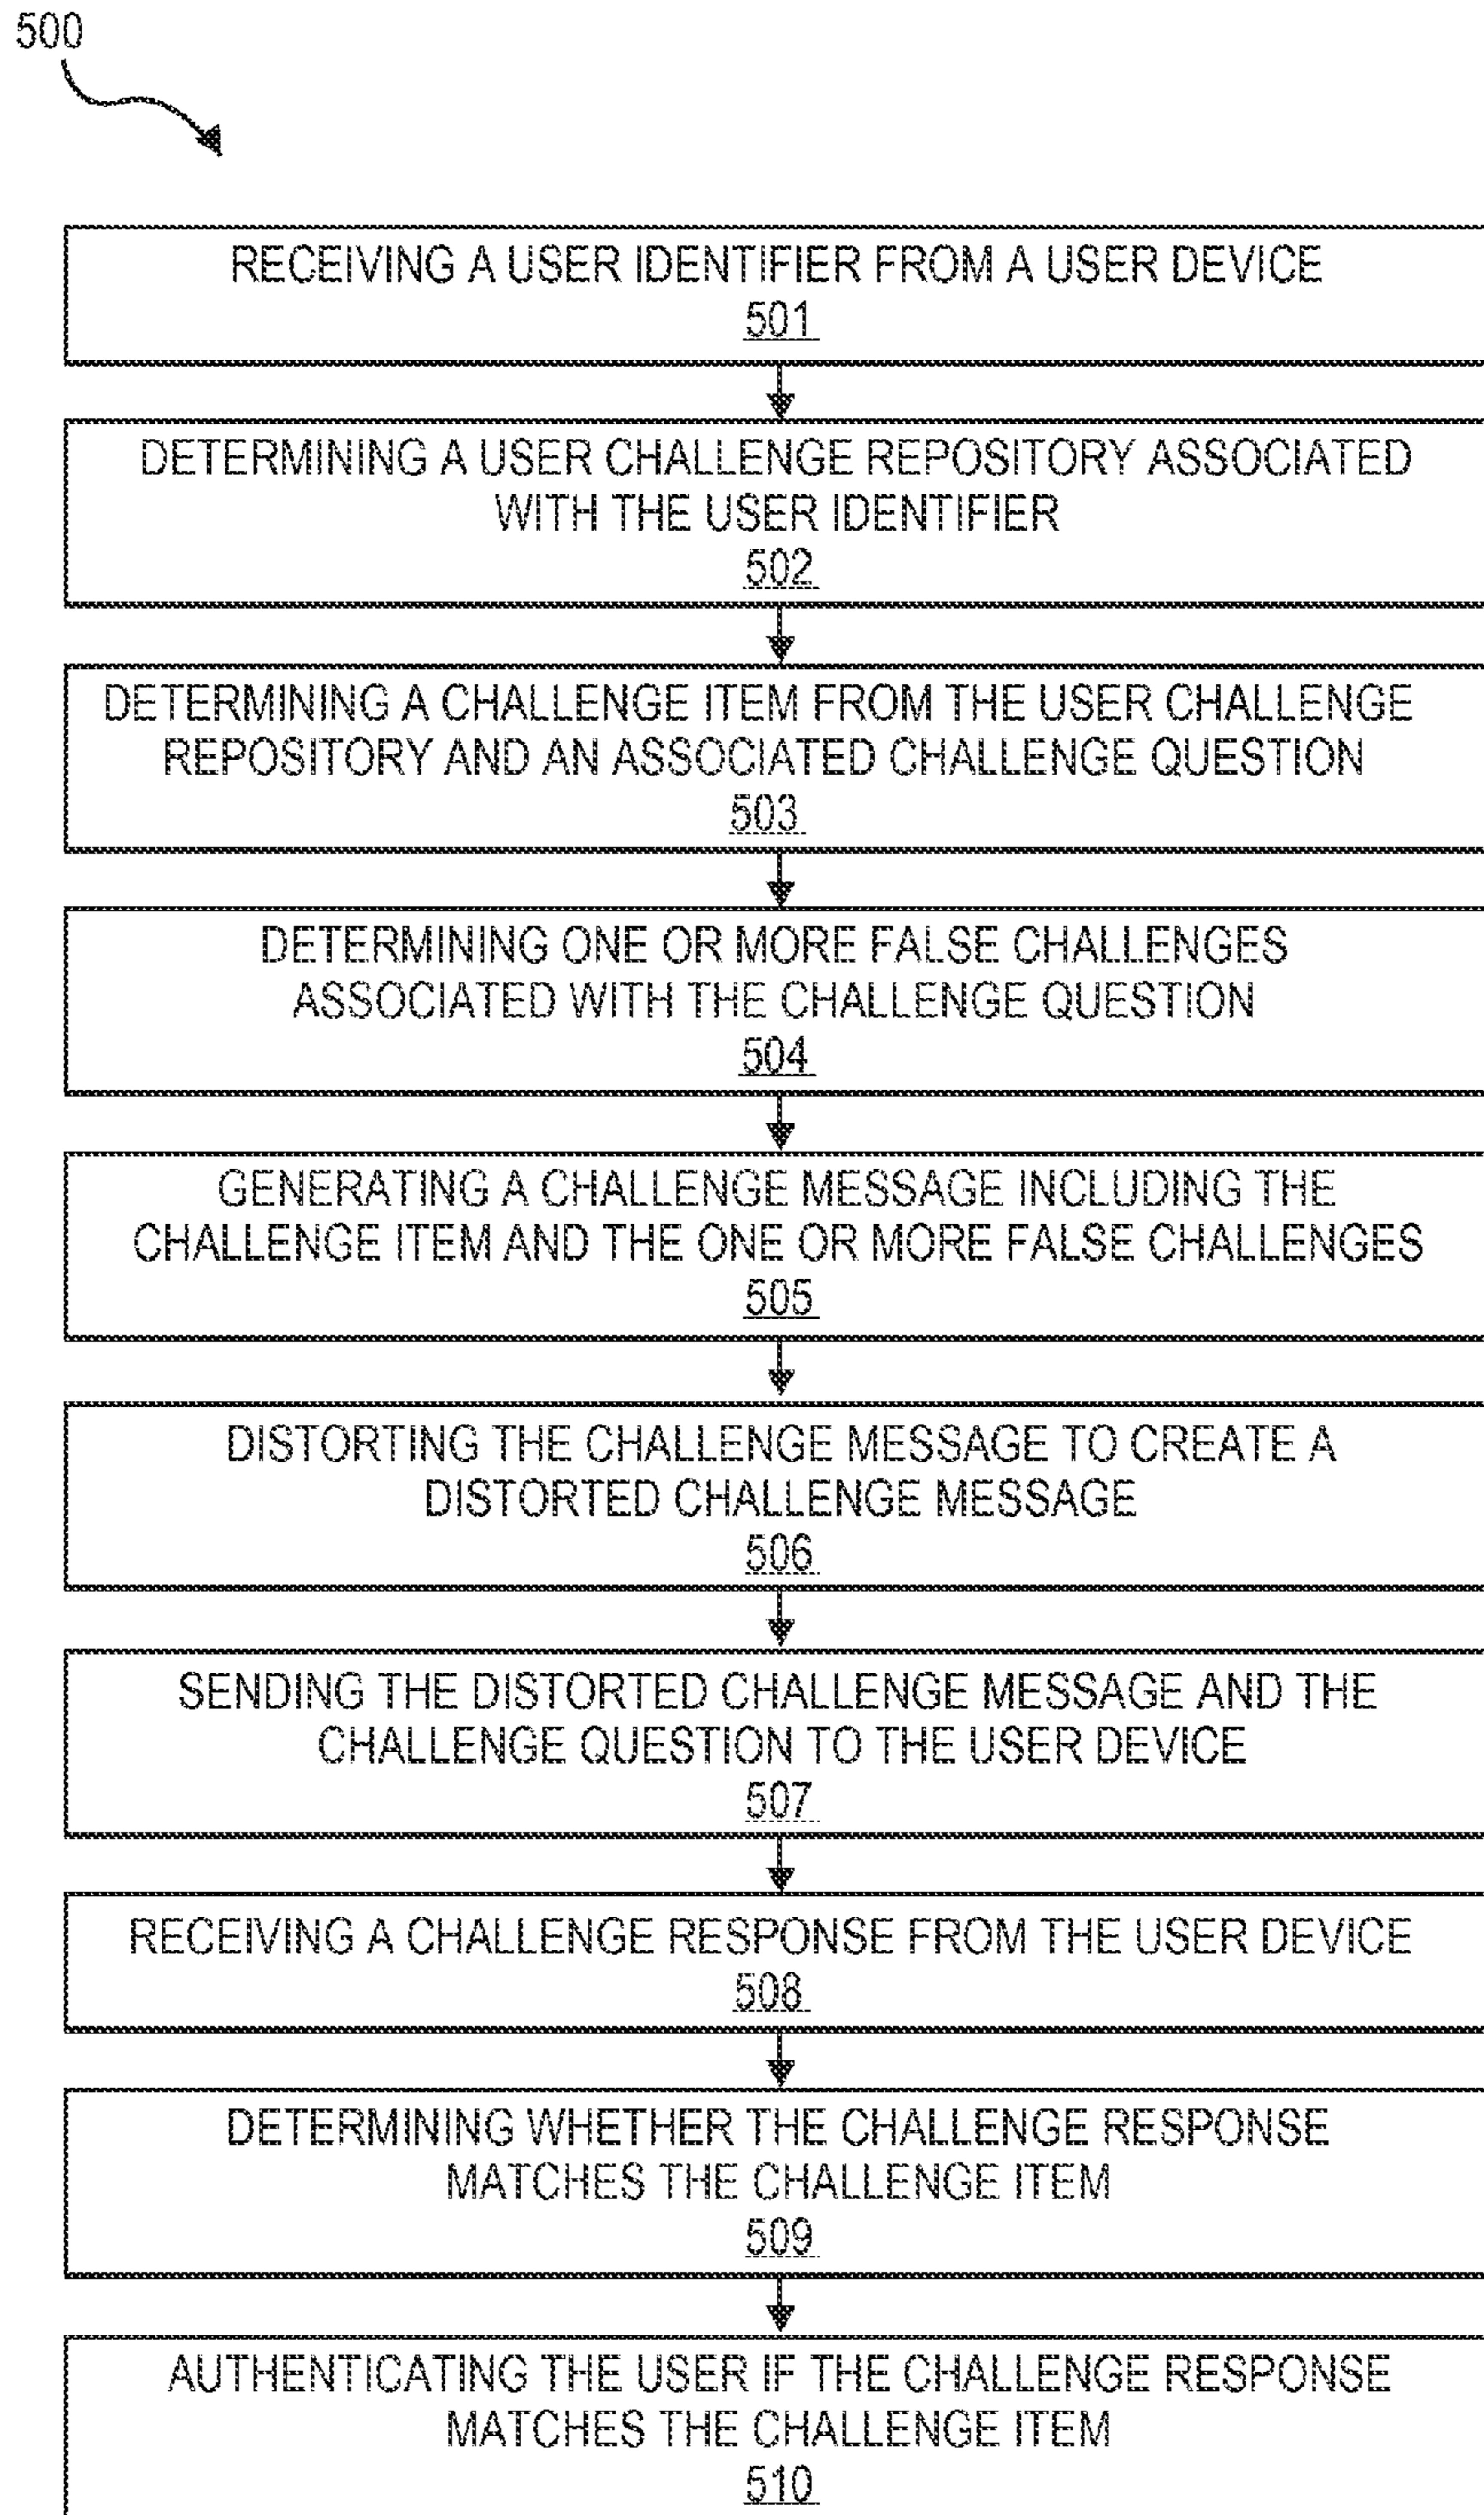 500
RECEIVING A USER IDENTIFIER FROM A USER DEVICE
501
DETERMINING A USER CHALLENGE REPOSITORY ASSOCIATED
WITH THE USER IDENTIFIER
502
DETERMINING A CHALLENGE ITEM FROM THE USER CHALLENGE
REPOSITORY AND AN ASSOCIATED CHALLENGE QUESTION
503
DETERMINING ONE OR MORE FALSE CHALLENGES
ASSOCIATED WITH THE CHALLENGE QUESTION
504
GENERATING A CHALLENGE MESSAGE INCLUDING THE
CHALLENGE ITEM AND THE ONE OR MORE FALSE CHALLENGES
505
DISTORTING THE CHALLENGE MESSAGE TO CREATE A
DISTORTED CHALLENGE MESSAGE
506
SENDING THE DISTORTED CHALLENGE MESSAGE AND THE
CHALLENGE QUESTION TO THE USER DEVICE
507
RECEIVING A CHALLENGE RESPONSE FROM THE USER DEVICE
508
DETERMINING WHETHER THE CHALLENGE RESPONSE
MATCHES THE CHALLENGE ITEM
509
AUTHENTICATING THE USER IF THE CHALLENGE RESPONSE
MATCHES THE CHALLENGE ITEM
510